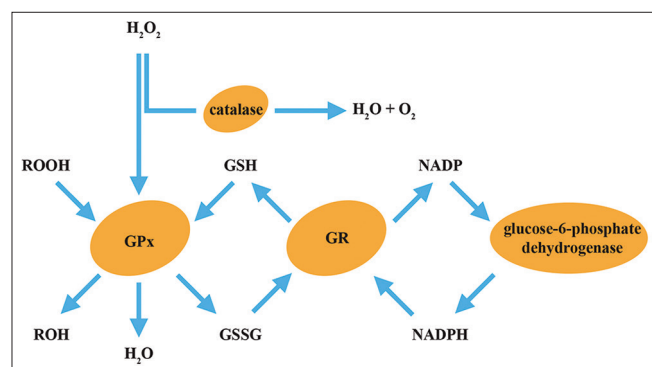 H₂O₂
catalase
H₂O + O₂
ROOH
GSH
NADP
GPx
GR
glucose-6-phosphate
dehydrogenase
ROH
H₂O
GSSG
NADPH